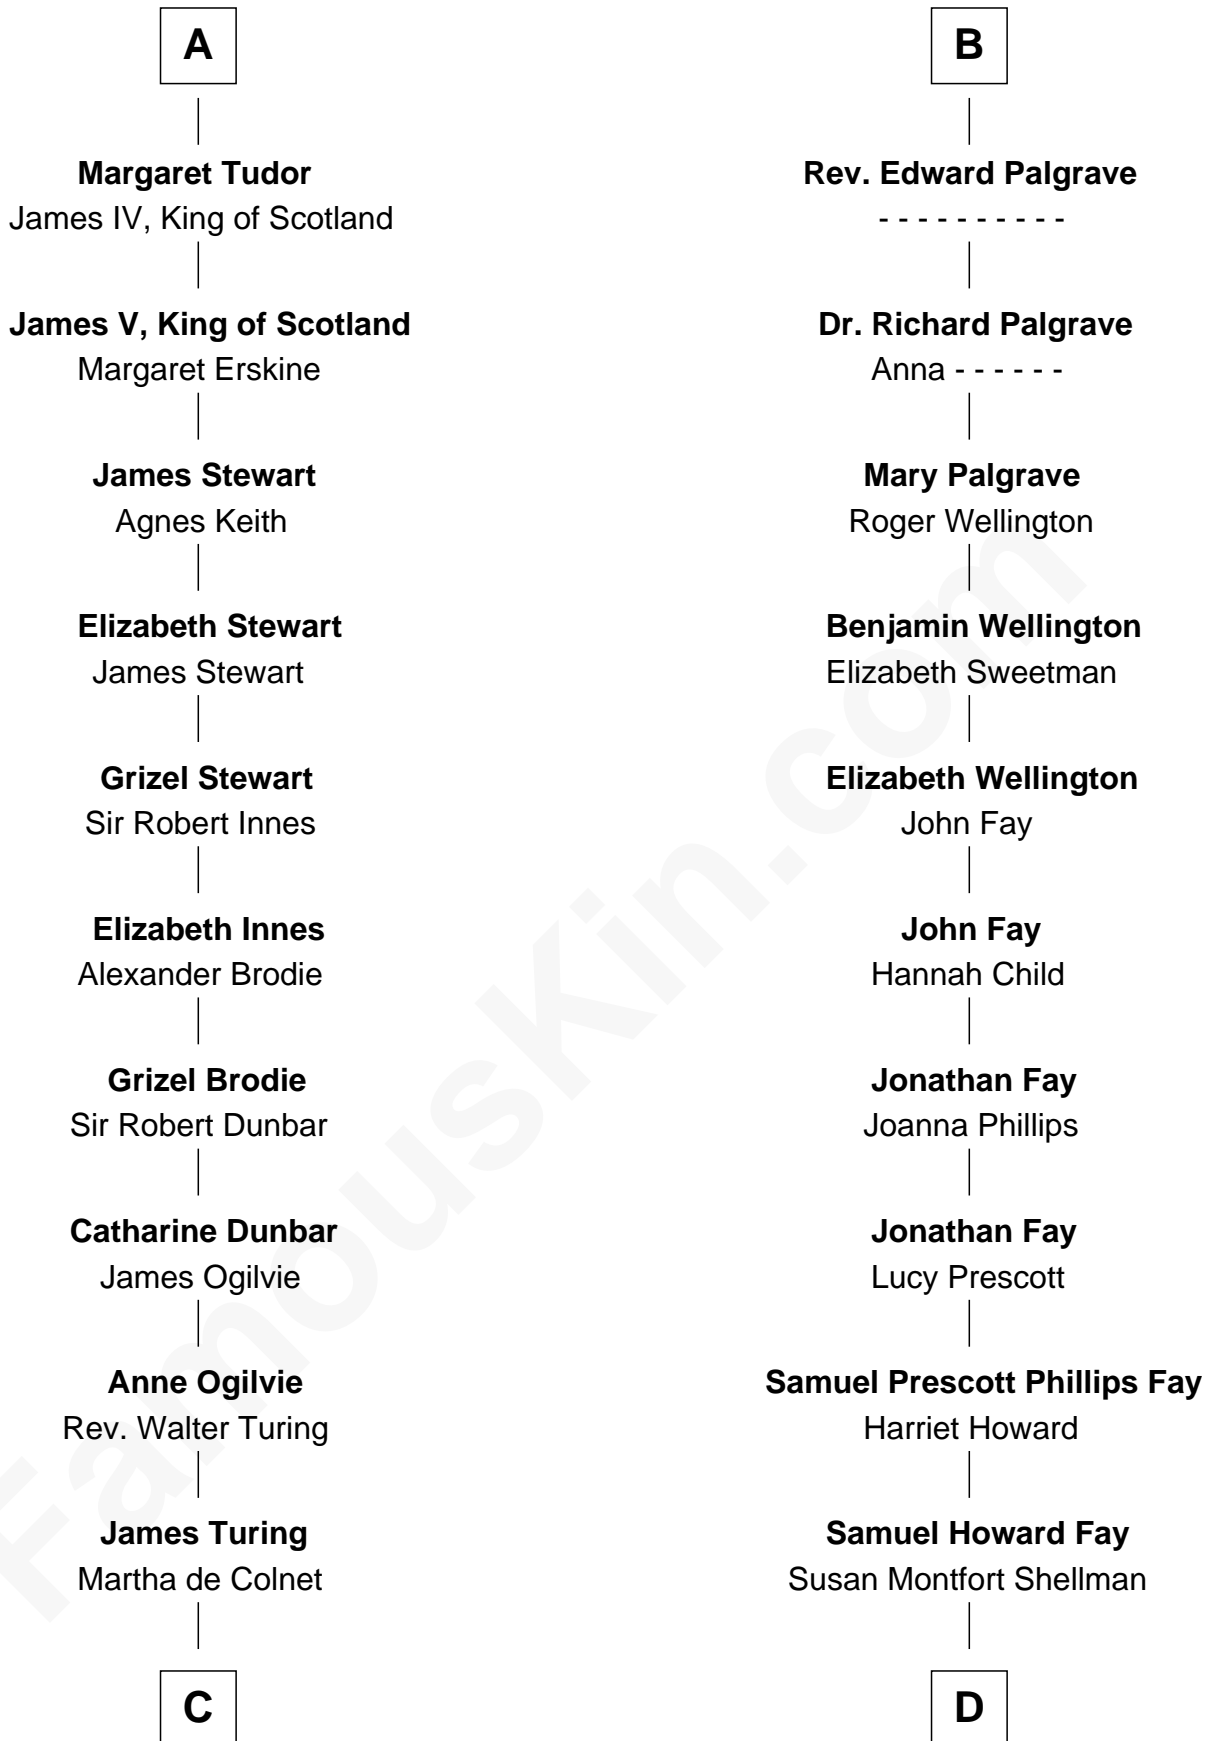 A
Margaret Tudor
James IV, King of Scotland
James V, King of Scotland
Margaret Erskine
James Stewart
Agnes Keith
Elizabeth Stewart
James Stewart
Grizel Stewart
Sir Robert Innes
Elizabeth Innes
Alexander Brodie
Grizel Brodie
Sir Robert Dunbar
Catharine Dunbar
James Ogilvie
Anne Ogilvie
Rev. Walter Turing
James Turing
Martha de Colnet
C
B
Rev. Edward Palgrave
- - - - - - - - - -
Dr. Richard Palgrave
Anna - - - - - -
Mary Palgrave
Roger Wellington
Benjamin Wellington
Elizabeth Sweetman
Elizabeth Wellington
John Fay
John Fay
Hannah Child
Jonathan Fay
Joanna Phillips
Jonathan Fay
Lucy Prescott
Samuel Prescott Phillips Fay
Harriet Howard
Samuel Howard Fay
Susan Montfort Shellman
D
FamousKin.com